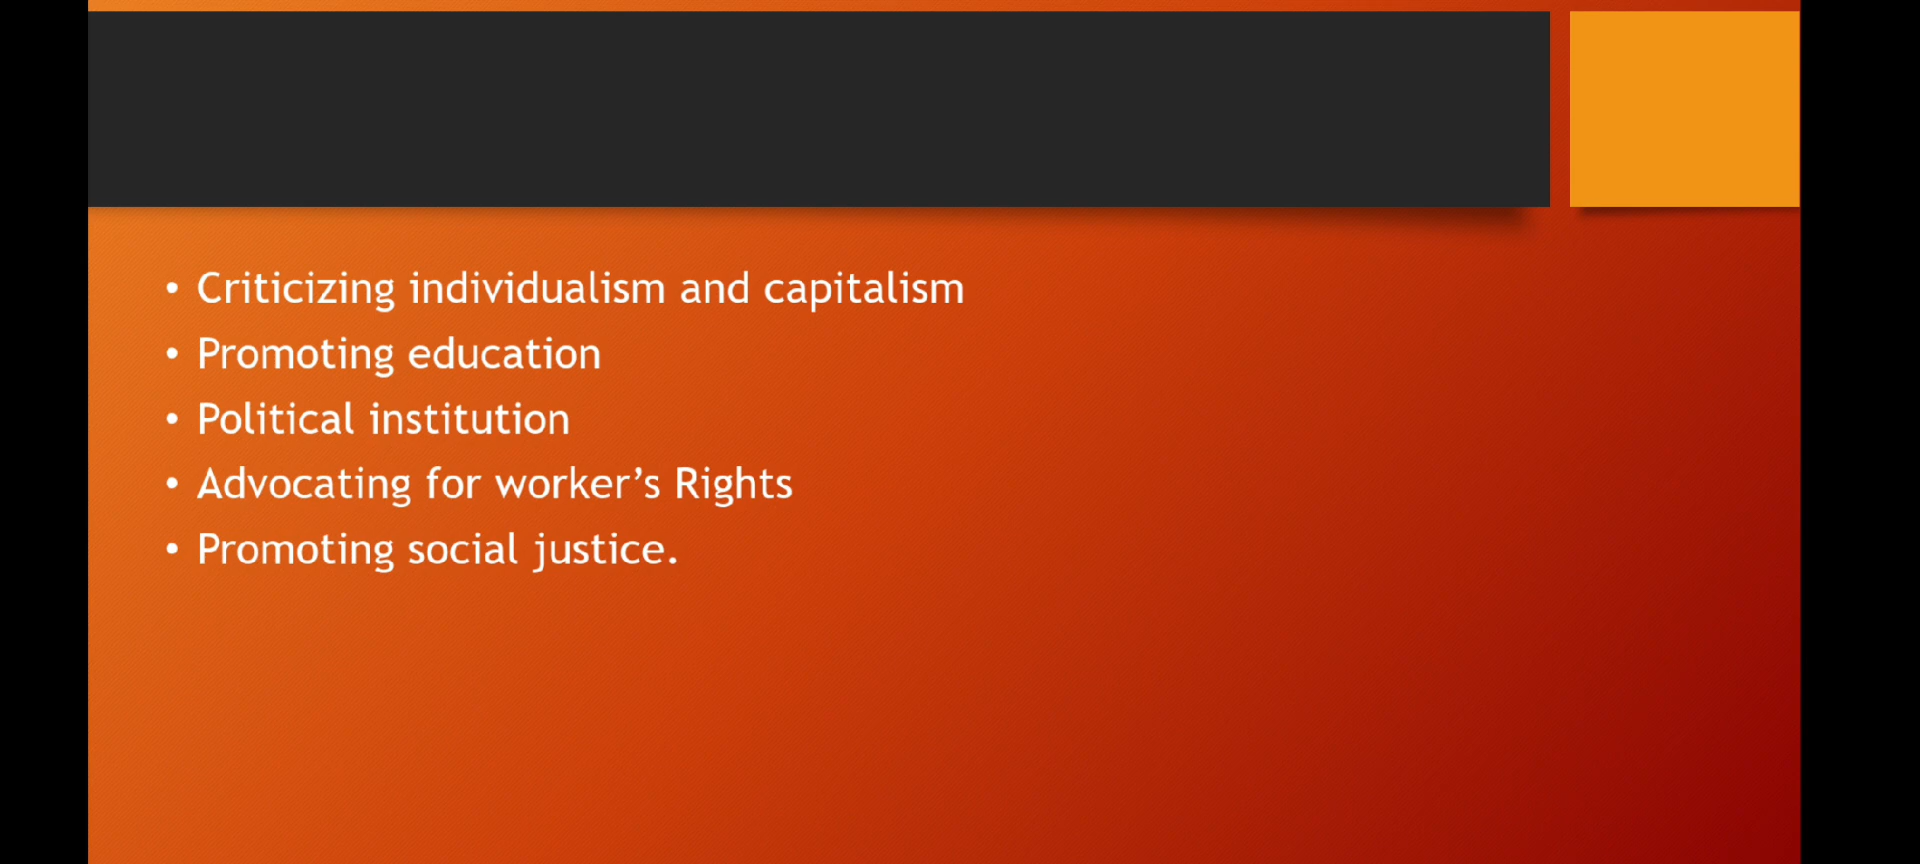 • Criticizing individualism and capitalism
• Promoting education
• Political institution
• Advocating for worker’s Rights
• Promoting social justice.